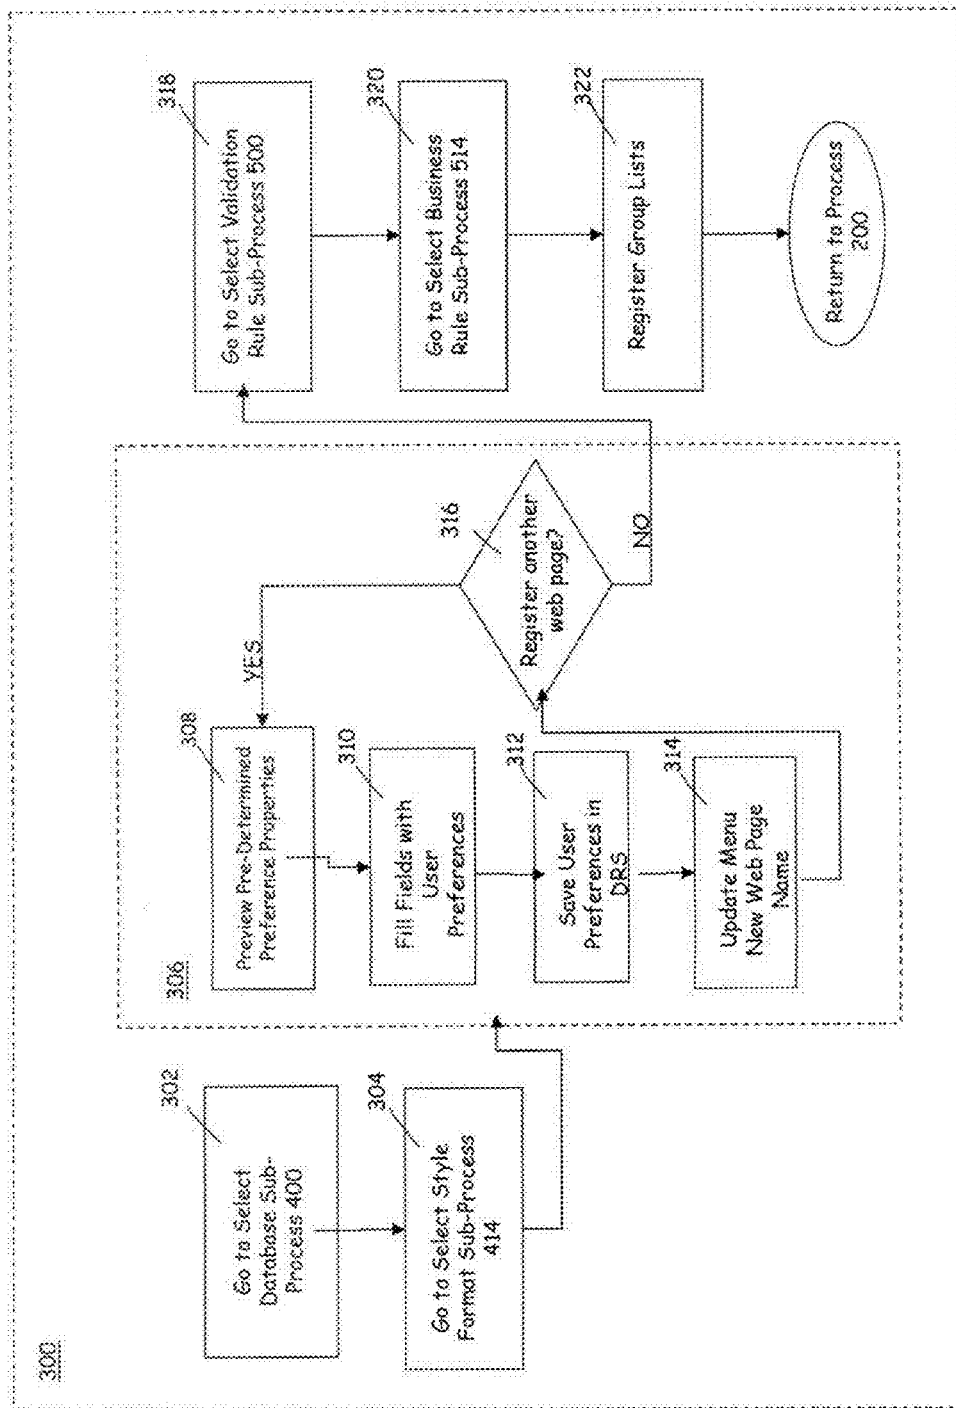 300
302
Go to Select
Database Sub-
Process 400
304
Go to Select Style
Format Sub-Process
414
306
308
Preview Pre-Determined
Preference Properties
310
Fill Fields with
User
Preferences
312
Save User
Preferences in
DRS
314
Update Menu
New Web Page
Name
YES
316
Register another
web page?
NO
318
Go to Select Validation
Rule Sub-Process 500
320
Go to Select Business
Rule Sub-Process 514
322
Register Group Lists
Return to Process
200